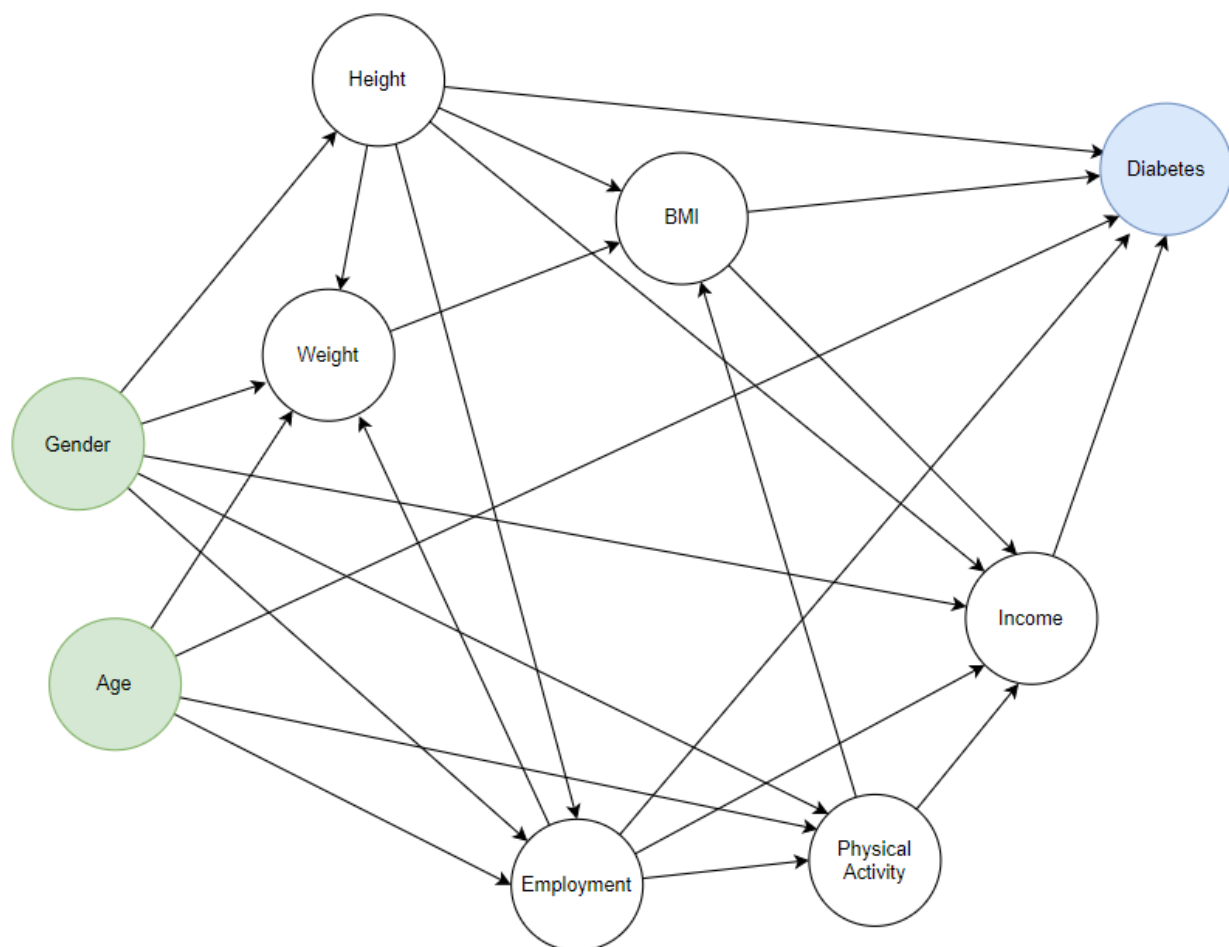 Height
Diabetes
BMI
Weight
Gender
Income
Age
Physical
Activity
Employment